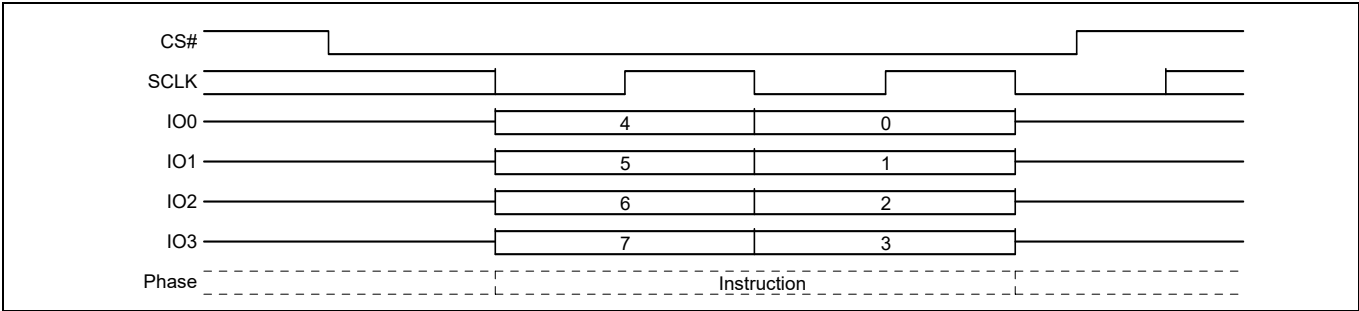 CS#
SCLK
IO0 4 0
IO1 5 1
IO2 6 2
IO3 7 3
Phase Instruction